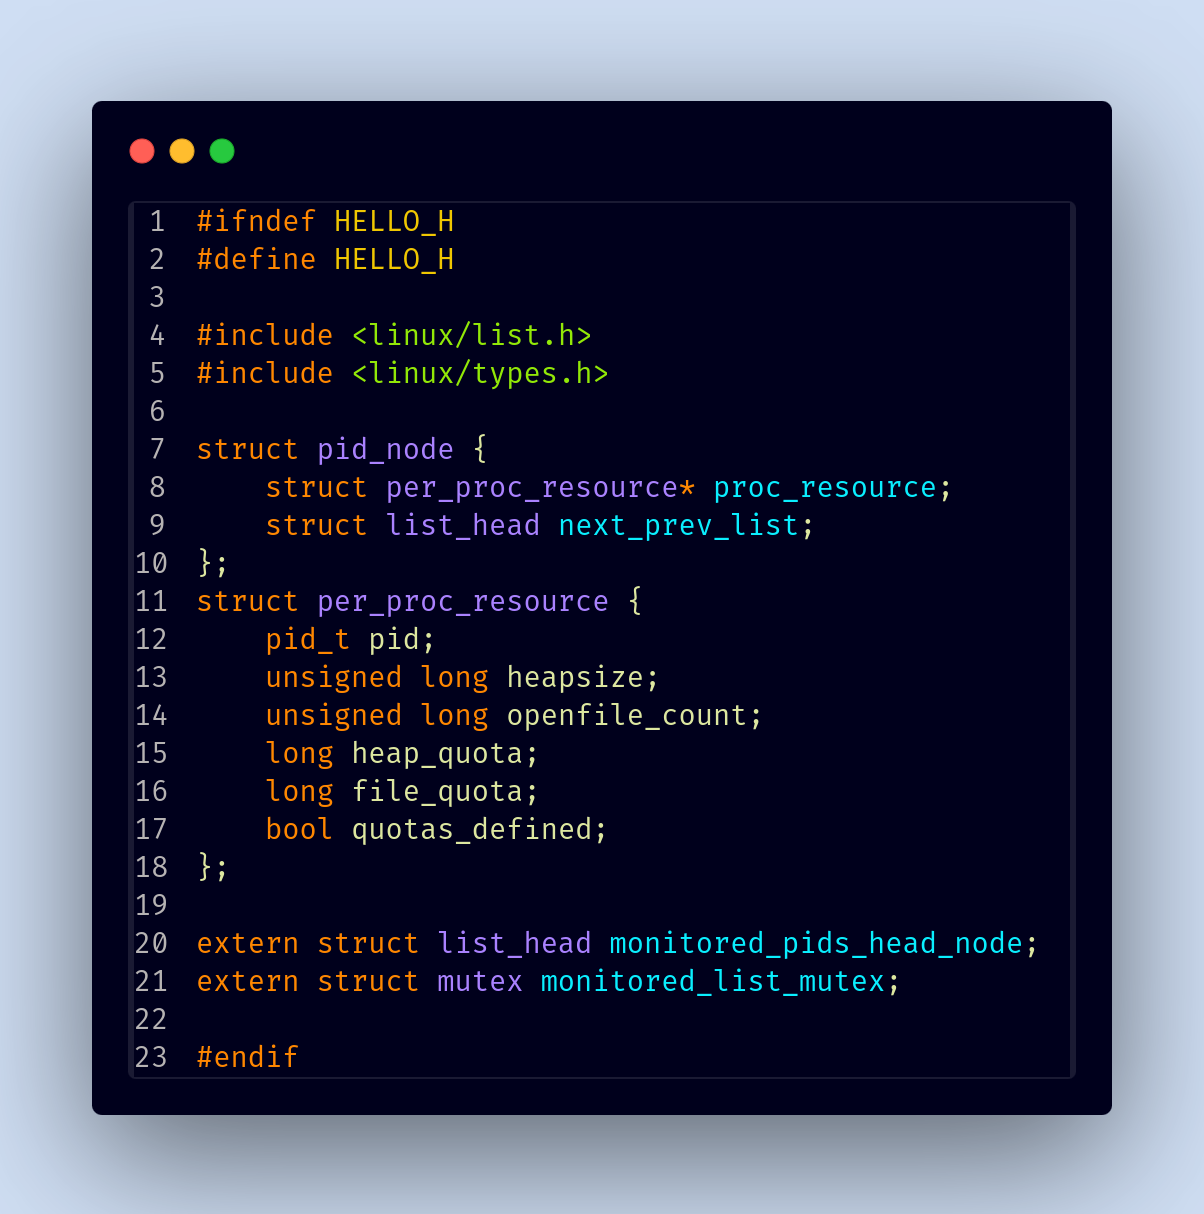 1 #ifndef HELLO_H
2 #define HELLO_H
3
4 #include <linux/list.h>
5 #include <linux/types.h>
6
7 struct pid_node {
8     struct per_proc_resource* proc_resource;
9     struct list_head next_prev_list;
10 };
11 struct per_proc_resource {
12     pid_t pid;
13     unsigned long heapsize;
14     unsigned long openfile_count;
15     long heap_quota;
16     long file_quota;
17     bool quotas_defined;
18 };
19
20 extern struct list_head monitored_pids_head_node;
21 extern struct mutex monitored_list_mutex;
22
23 #endif